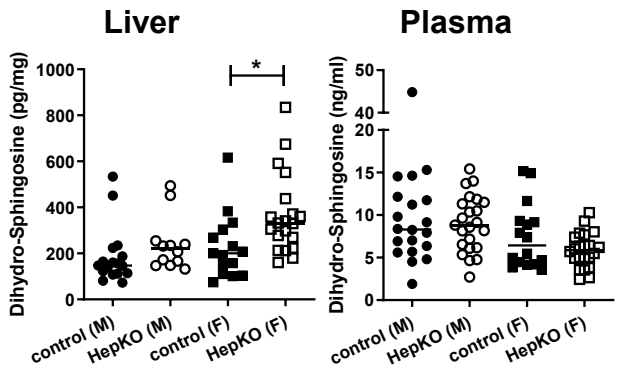 Liver
Plasma
Dihydro-Sphingosine (pg/mg)
1000
800
600
400
200
0
*
control (M)
HepKO (M)
control (F)
HepKO (F)
Dihydro-Sphingosine (ng/ml)
50
40
20
15
10
5
0
control (M)
HepKO (M)
control (F)
HepKO (F)